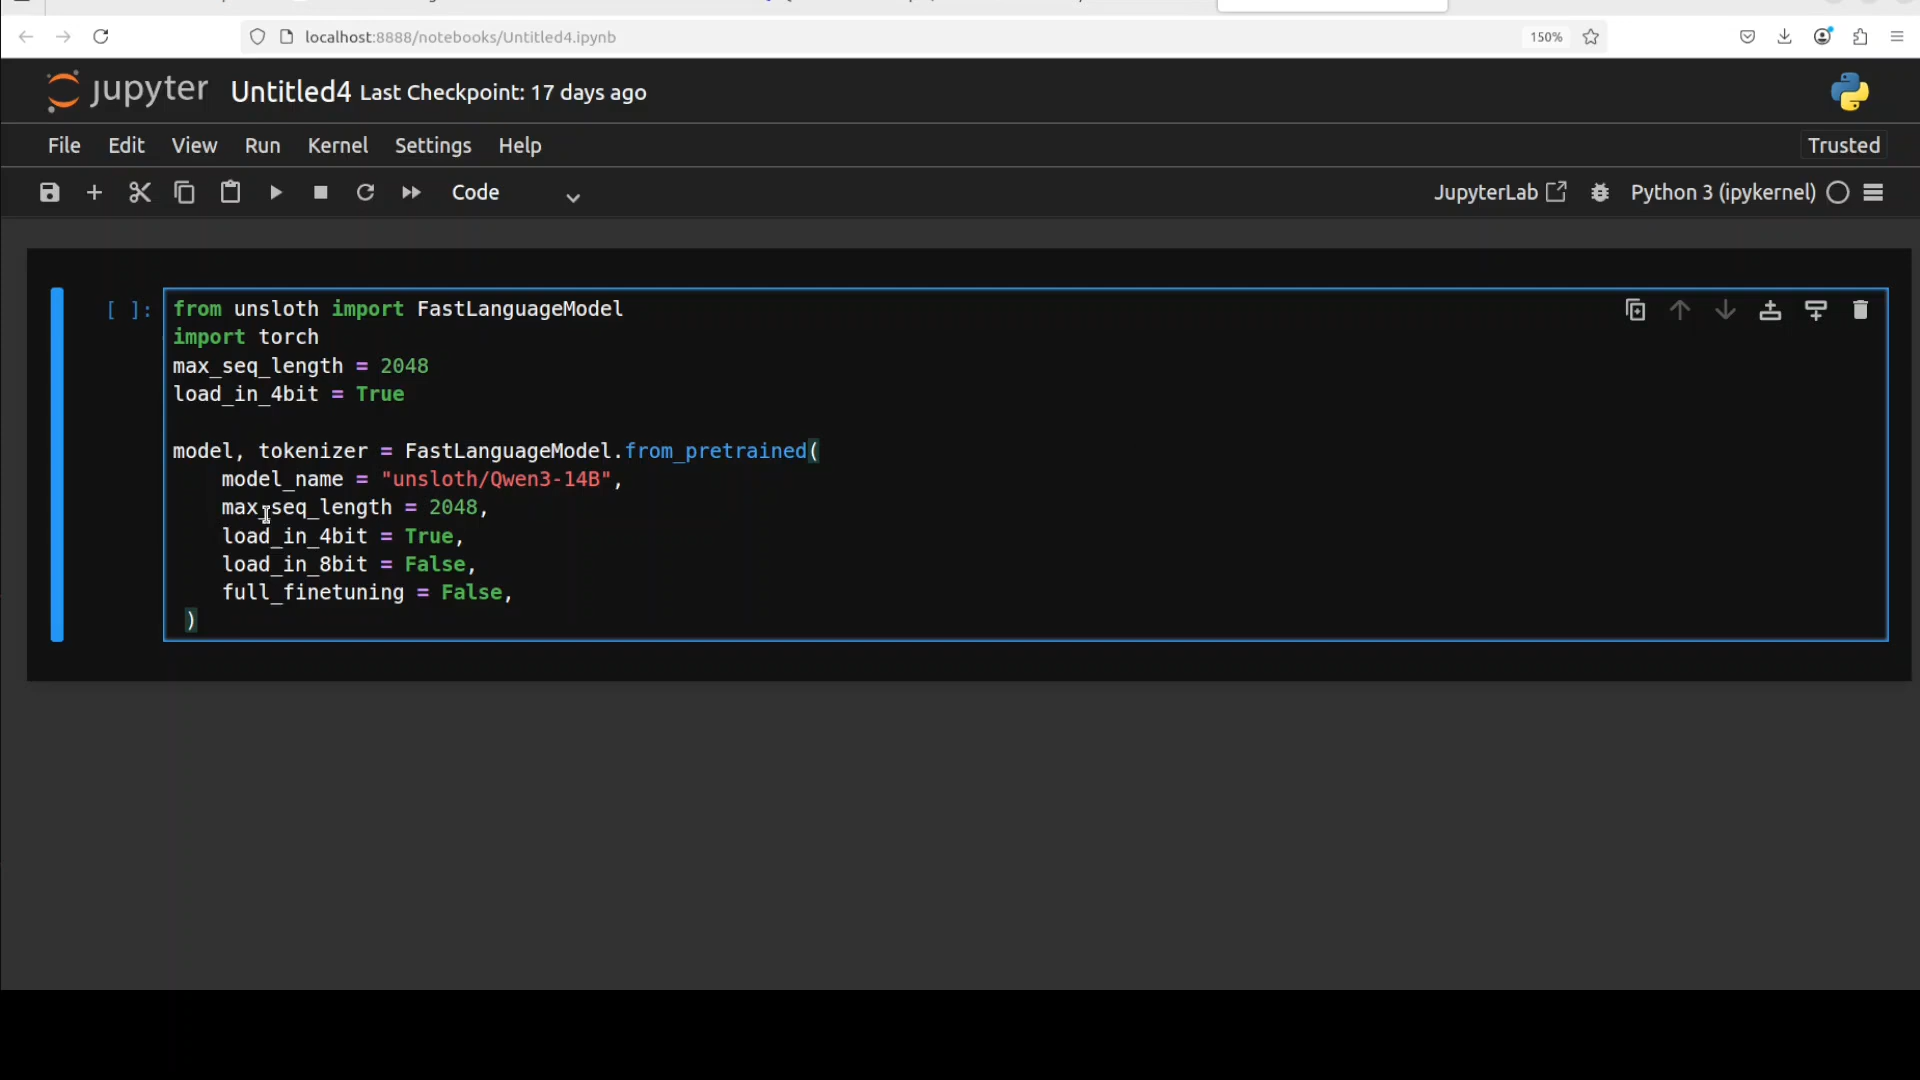 localhost:8888/notebooks/Untitled4.ipynb
150%
jupyter Untitled4 Last Checkpoint: 17 days ago
File Edit View Run Kernel Settings Help
Trusted
Code
JupyterLab
Python 3 (ipykernel)
[ ]:
from unsloth import FastLanguageModel
import torch
max_seq_length = 2048
load_in_4bit = True
model, tokenizer = FastLanguageModel.from_pretrained(
model_name = "unsloth/Qwen3-14B",
max_seq_length = 2048,
load_in_4bit = True,
load_in_8bit = False,
full_finetuning = False,
)